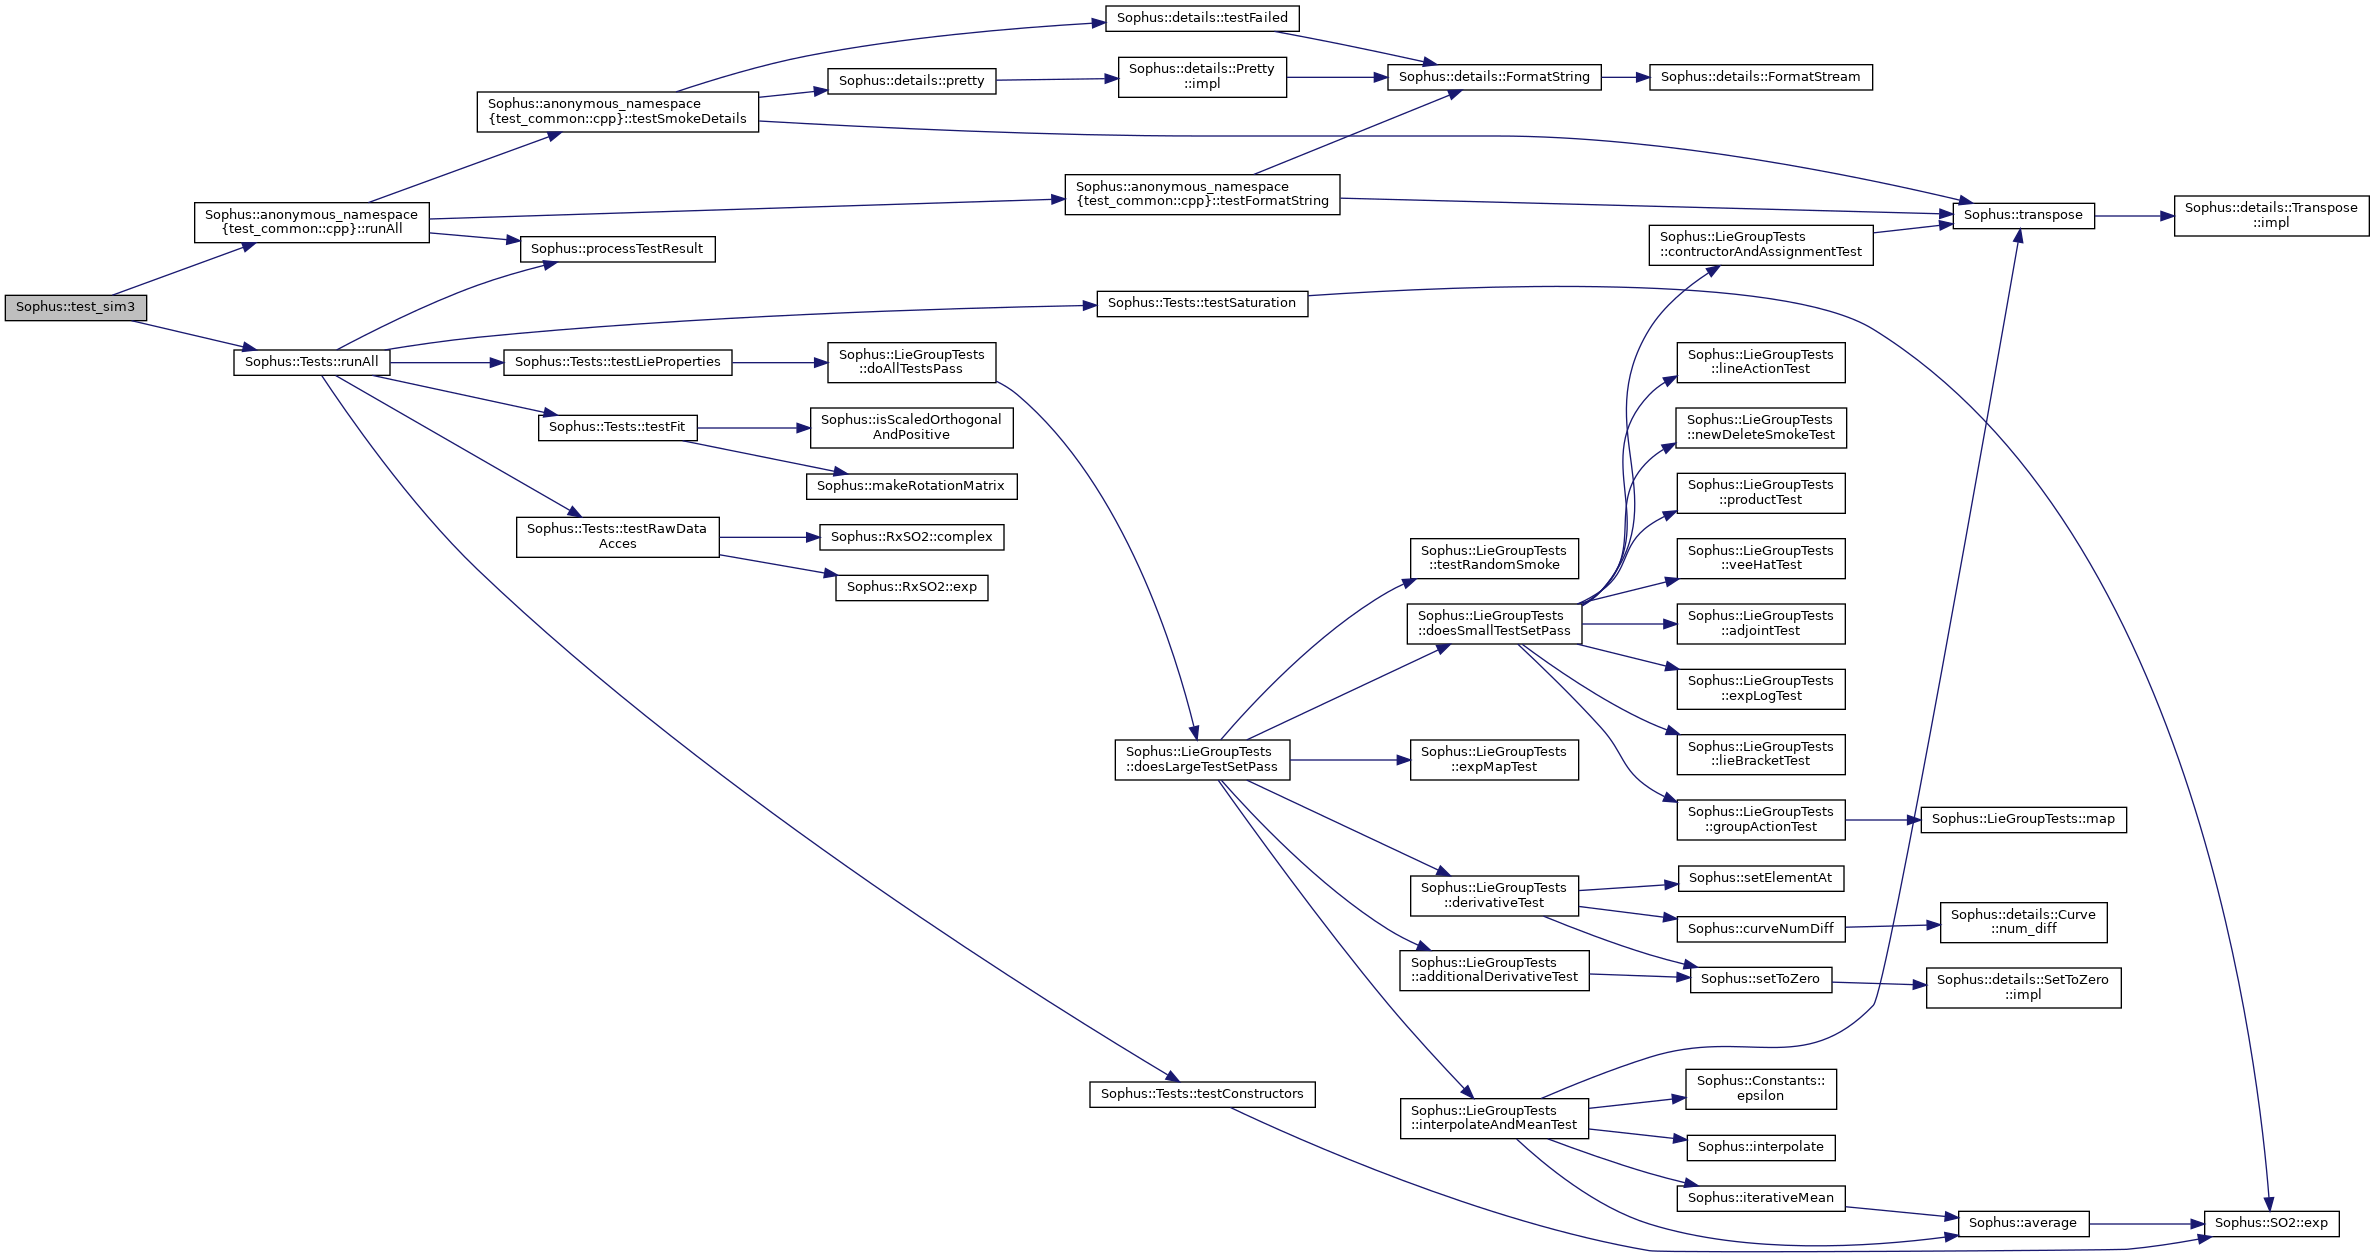 Sophus::test_sim3
Sophus::anonymous_namespace
{test_common::cpp}::runAll
Sophus::Tests::runAll
Sophus::anonymous_namespace
{test_common::cpp}::testSmokeDetails
Sophus::processTestResult
Sophus::Tests::testLieProperties
Sophus::Tests::testFit
Sophus::Tests::testRawData
Acces
Sophus::details::pretty
Sophus::LieGroupTests
::doAllTestsPass
Sophus::isScaledOrthogonal
AndPositive
Sophus::makeRotationMatrix
Sophus::RxSO2::complex
Sophus::RxSO2::exp
Sophus::details::testFailed
Sophus::details::Pretty
::impl
Sophus::anonymous_namespace
{test_common::cpp}::testFormatString
Sophus::Tests::testSaturation
Sophus::LieGroupTests
::doesLargeTestSetPass
Sophus::Tests::testConstructors
Sophus::details::FormatString
Sophus::LieGroupTests
::testRandomSmoke
Sophus::LieGroupTests
::doesSmallTestSetPass
Sophus::LieGroupTests
::expMapTest
Sophus::LieGroupTests
::derivativeTest
Sophus::LieGroupTests
::additionalDerivativeTest
Sophus::LieGroupTests
::interpolateAndMeanTest
Sophus::details::FormatStream
Sophus::LieGroupTests
::contructorAndAssignmentTest
Sophus::LieGroupTests
::lineActionTest
Sophus::LieGroupTests
::newDeleteSmokeTest
Sophus::LieGroupTests
::productTest
Sophus::LieGroupTests
::veeHatTest
Sophus::LieGroupTests
::adjointTest
Sophus::LieGroupTests
::expLogTest
Sophus::LieGroupTests
::lieBracketTest
Sophus::LieGroupTests
::groupActionTest
Sophus::setElementAt
Sophus::curveNumDiff
Sophus::setToZero
Sophus::Constants::
epsilon
Sophus::interpolate
Sophus::iterativeMean
Sophus::transpose
Sophus::LieGroupTests::map
Sophus::details::Curve
::num_diff
Sophus::details::SetToZero
::impl
Sophus::average
Sophus::details::Transpose
::impl
Sophus::SO2::exp